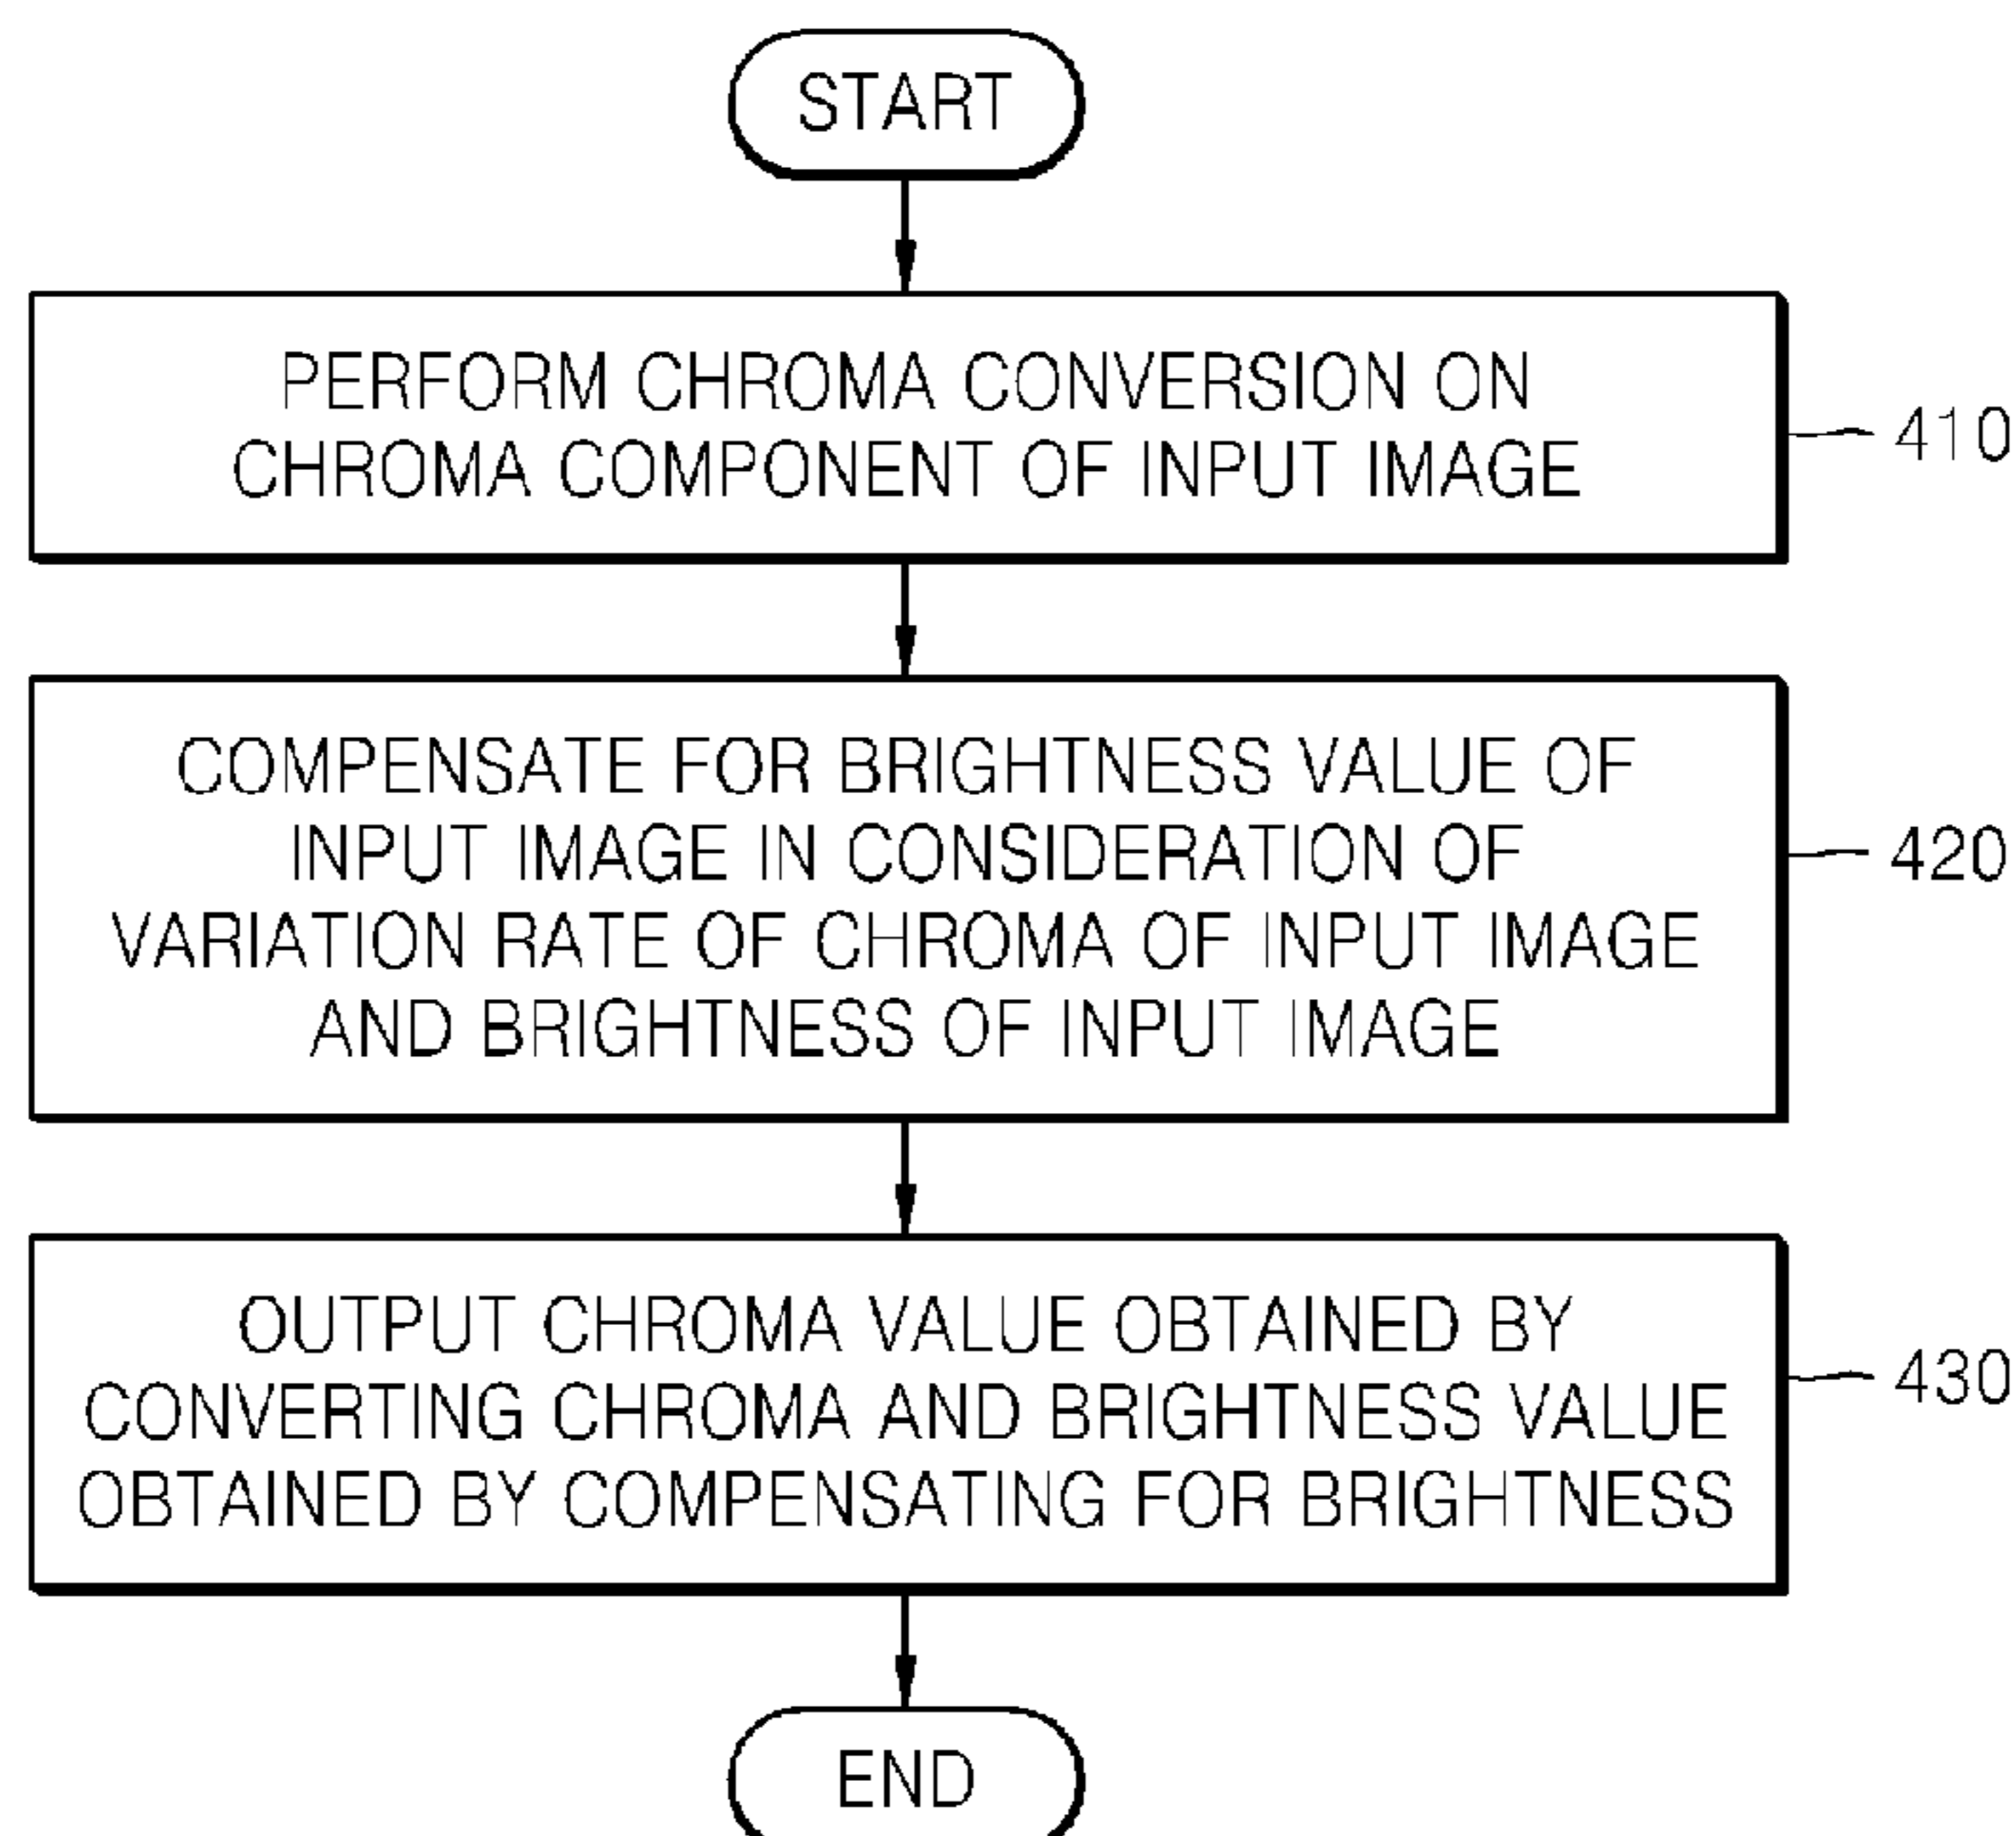 START
PERFORM CHROMA CONVERSION ON
CHROMA COMPONENT OF INPUT IMAGE
410
COMPENSATE FOR BRIGHTNESS VALUE OF
INPUT IMAGE IN CONSIDERATION OF
VARIATION RATE OF CHROMA OF INPUT IMAGE
AND BRIGHTNESS OF INPUT IMAGE
420
OUTPUT CHROMA VALUE OBTAINED BY
CONVERTING CHROMA AND BRIGHTNESS VALUE
OBTAINED BY COMPENSATING FOR BRIGHTNESS
430
END